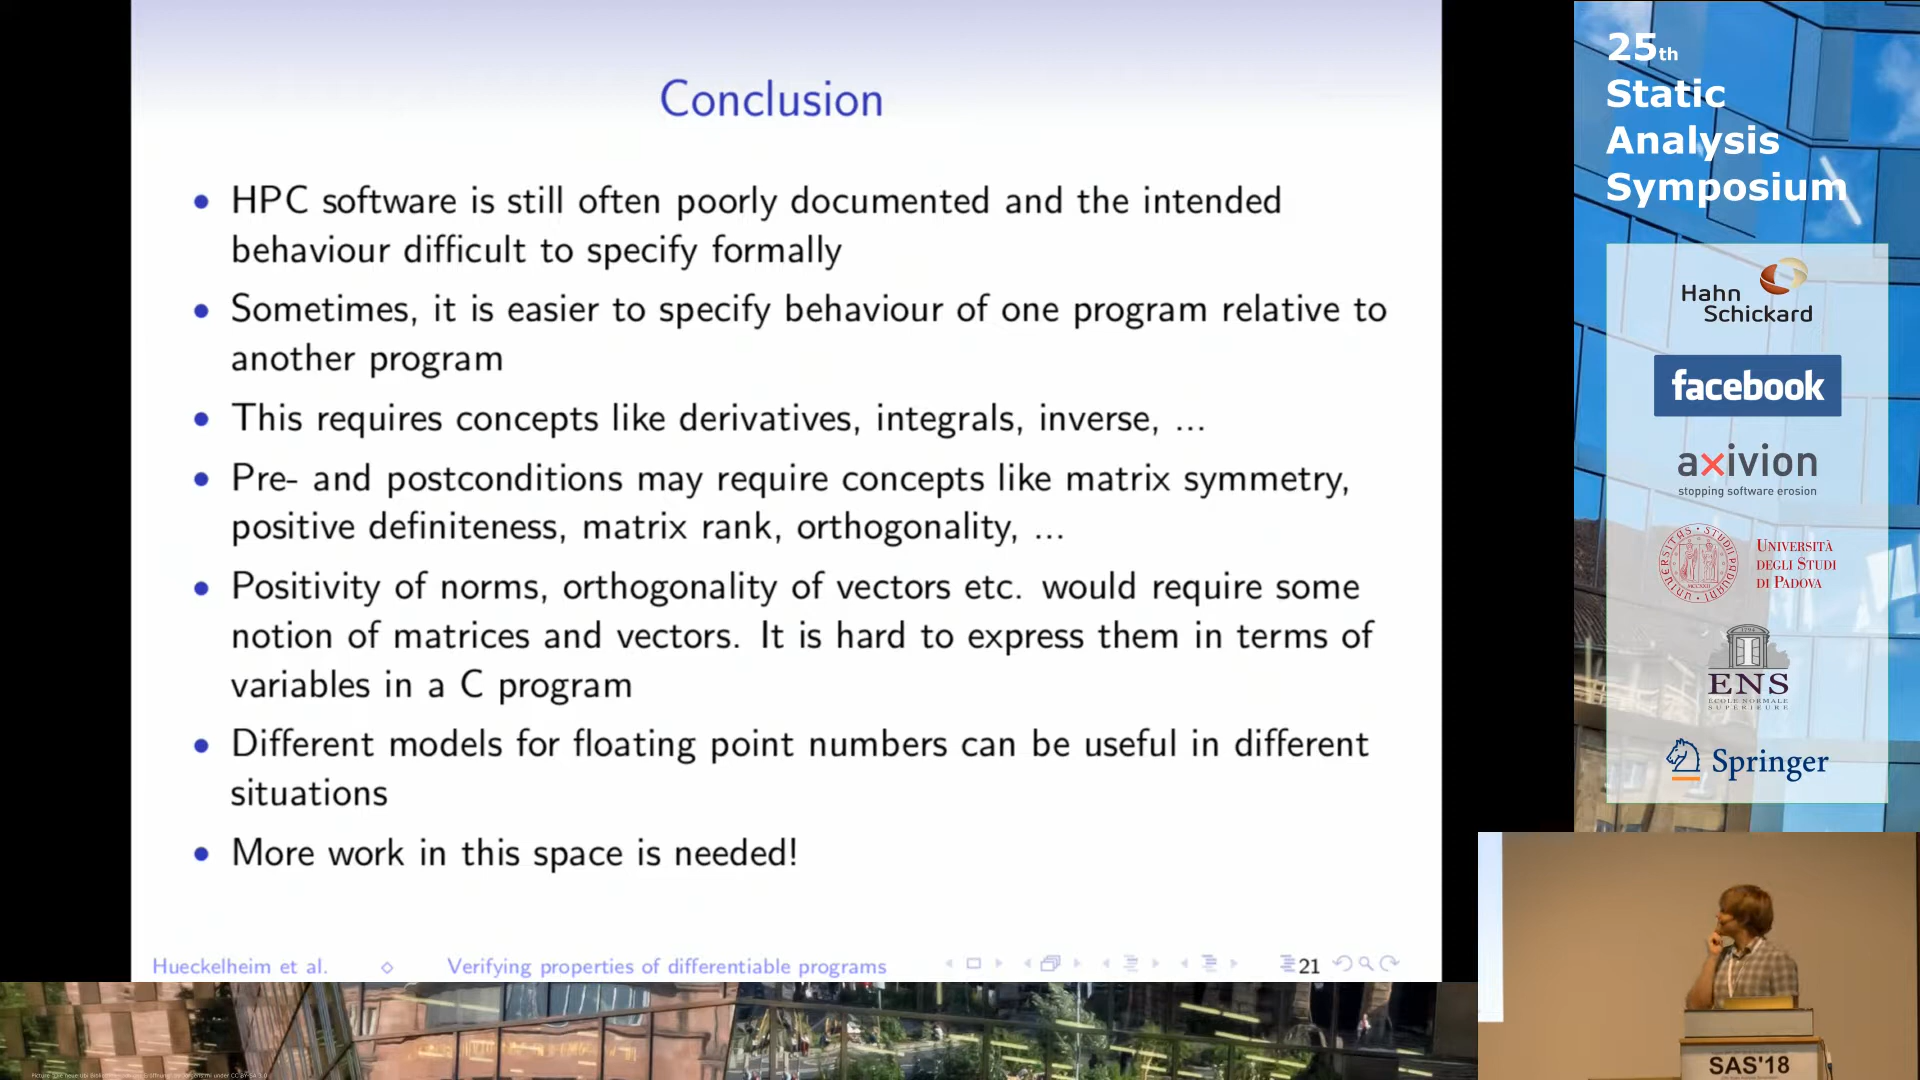 Conclusion
• HPC software is still often poorly documented and the intended
behaviour difficult to specify formally
• Sometimes, it is easier to specify behaviour of one program relative to
another program
• This requires concepts like derivatives, integrals, inverse, ...
• Pre- and postconditions may require concepts like matrix symmetry,
positive definiteness, matrix rank, orthogonality, ...
• Positivity of norms, orthogonality of vectors etc. would require some
notion of matrices and vectors. It is hard to express them in terms of
variables in a C program
• Different models for floating point numbers can be useful in different
situations
• More work in this space is needed!
Hueckelheim et al. ◇ Verifying properties of differentiable programs 21
25th
Static
Analysis
Symposium
Hahn
Schickard
facebook
axivion
stopping software erosion
UNIVERSITÀ
DEGLI STUDI
DI PADOVA
ENS
ECOLE NORMALE
SUPERIEURE
Springer
SAS'18